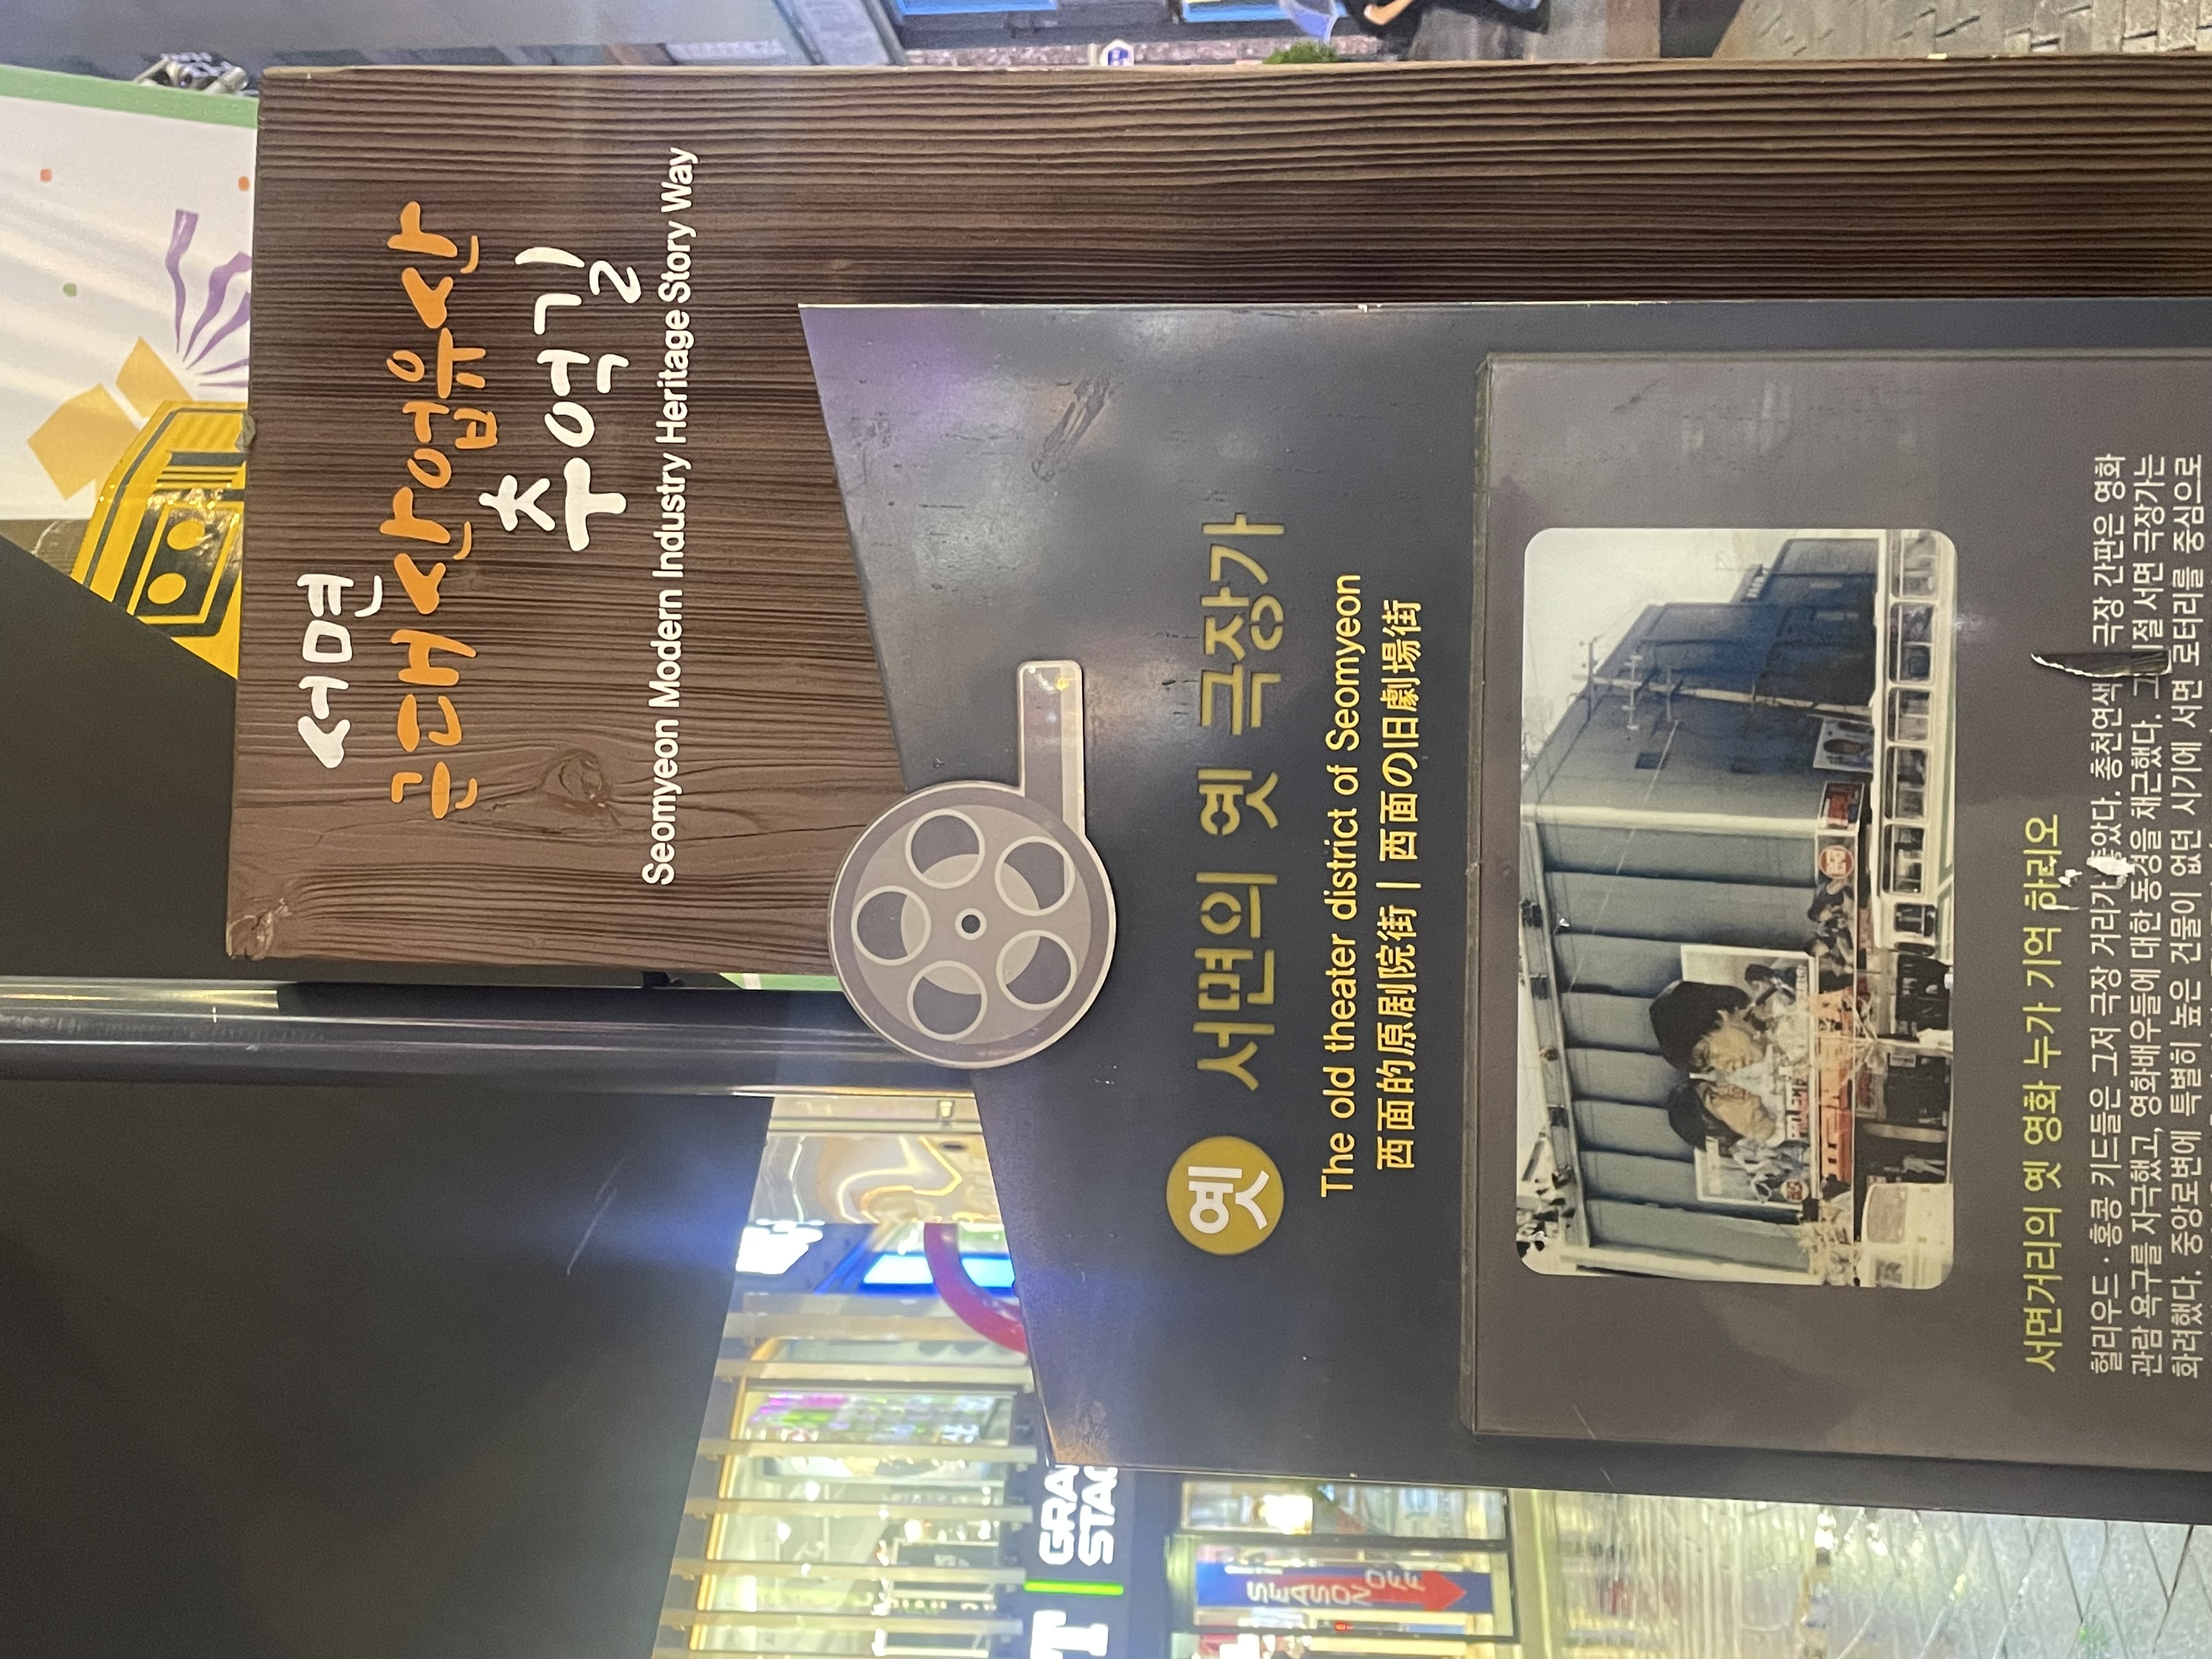 서면
근대산업유산
추억길
Seomyeon Modern Industry Heritage Story Way
T
GRA
STAG
SEASON OFF
옛 서면의 옛 극장가
The old theater district of Seomyeon
西面的原剧院街 | 西面の旧劇場街
PROJECT
서면거리의 옛 영화 누가 기억 하리오
헐리우드 · 홍콩 키드들은 그저 극장 거리가 좋았다. 총천연색 극장 간판은 영화
관람 욕구를 자극했고, 영화배우들에 대한 동경을 채근했다. 그 시절 서면 극장가는
화려했다. 중앙로변에 특별히 높은 건물이 없던 시기에 서면 로터리를 중심으로